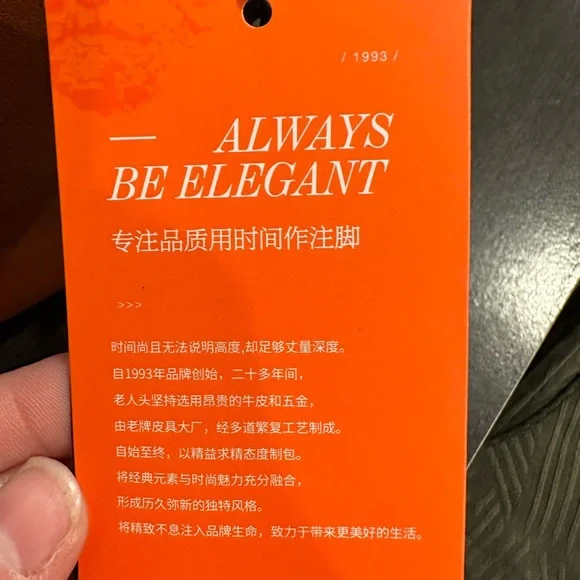 / 1993 /
— ALWAYS
BE ELEGANT
专注品质用时间作注脚
>>>
时间尚且无法说明高度,却足够丈量深度。
自1993年品牌创始，二十多年间，
老人头坚持选用昂贵的牛皮和五金，
由老牌皮具大厂，经多道繁复工艺制成。
自始至终，以精益求精态度制包。
将经典元素与时尚魅力充分融合，
形成历久弥新的独特风格。
将精致不息注入品牌生命，致力于带来更美好的生活。